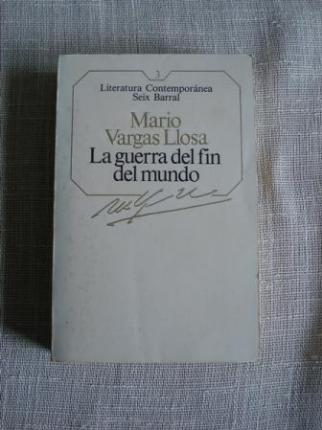 3
Literatura Contemporánea
Seix Barral
Mario
Vargas Llosa
La guerra del fin
del mundo